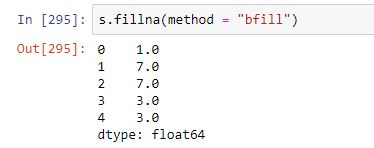 In [295]: s.fillna(method = "bfill")
Out[295]: 0    1.0
1    7.0
2    7.0
3    3.0
4    3.0
dtype: float64